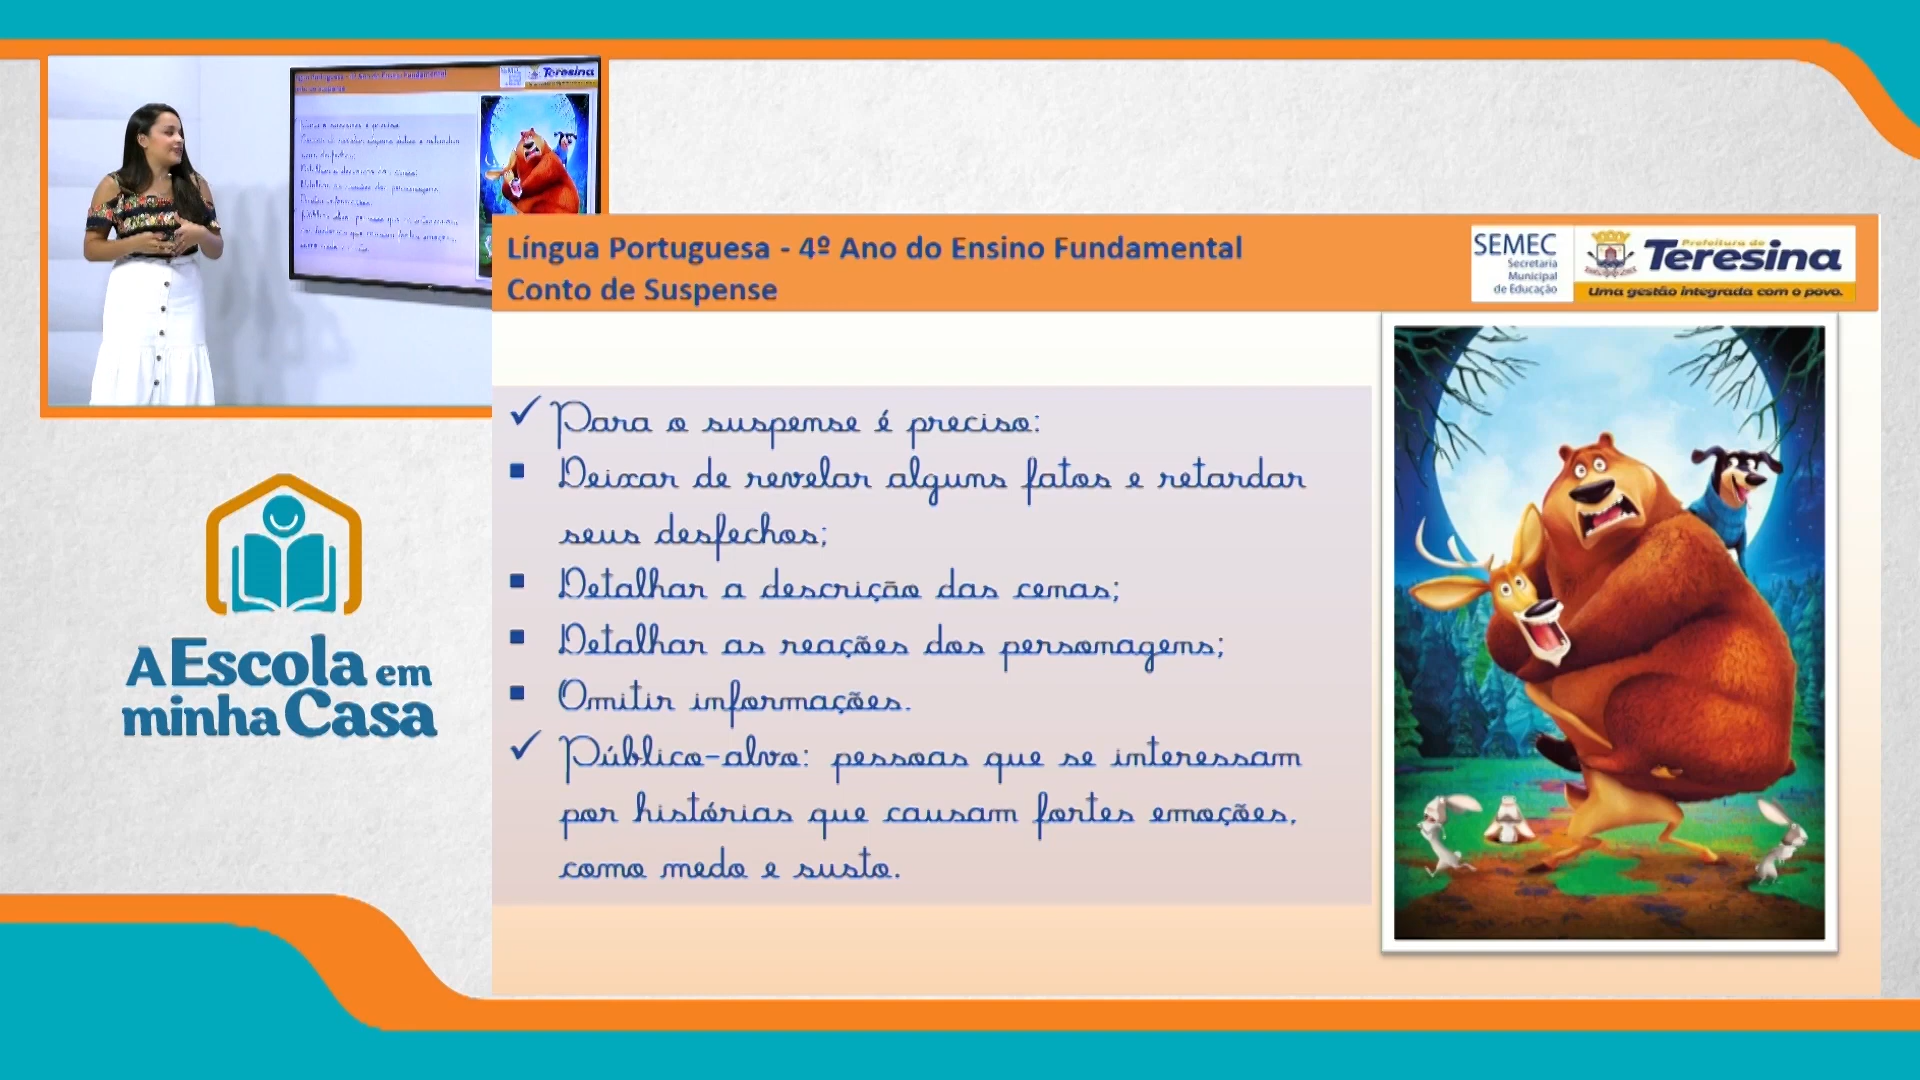 Língua Portuguesa - 4º Ano do Ensino Fundamental
Conto de Suspense
SEMEC
Secretaria
Municipal
de Educação
Prefeitura de
Teresina
Uma gestão integrada com o povo.
Para o suspense é preciso:
Deixar de revelar alguns fatos e retardar
seus desfechos;
Detalhar a descrição das cenas;
Detalhar as reações dos personagens;
Omitir informações.
Público-alvo: pessoas que se interessam
por histórias que causam fortes emoções,
como medo e susto.
A Escola em
minha Casa
Teresina